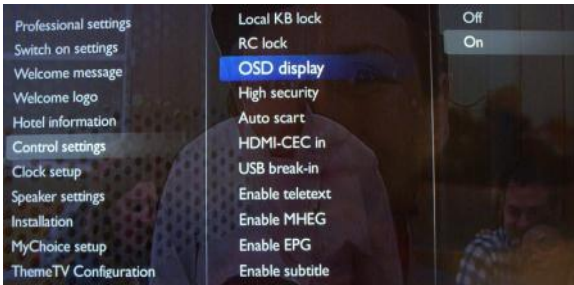 Professional settings
Switch on settings
Welcome message
Welcome logo
Hotel information
Control settings
Clock setup
Speaker settings
Installation
MyChoice setup
ThemeTV Configuration
Local KB lock
RC lock
OSD display
High security
Auto scart
HDMI-CEC in
USB break-in
Enable teletext
Enable MHEG
Enable EPG
Enable subtitle
Off
On